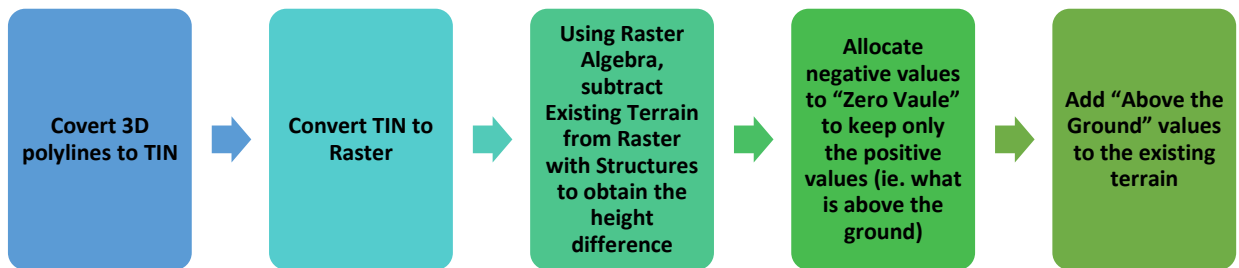 Covert 3D
polylines to TIN
Convert TIN to
Raster
Using Raster
Algebra,
subtract
Existing Terrain
from Raster
with Structures
to obtain the
height
difference
Allocate
negative values
to “Zero Vaule”
to keep only
the positive
values (ie. what
is above the
ground)
Add “Above the
Ground” values
to the existing
terrain